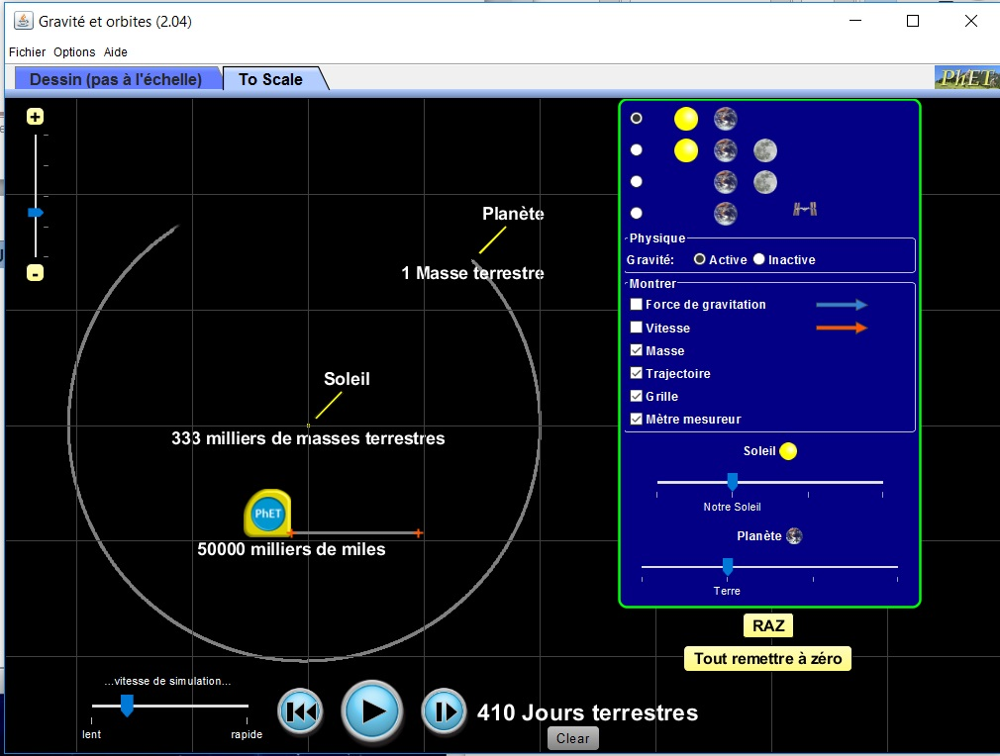 Gravité et orbites (2.04)
Fichier Options Aide
Dessin (pas à l'échelle) To Scale
PhET
+
-
Planète
1 Masse terrestre
Soleil
333 milliers de masses terrestres
PhET
50000 milliers de miles
Physique
Gravité: Active Inactive
Montrer
Force de gravitation
Vitesse
Masse
Trajectoire
Grille
Mètre mesureur
Soleil
Notre Soleil
Planète
Terre
RAZ
Tout remettre à zéro
...vitesse de simulation...
lent rapide
410 Jours terrestres
Clear